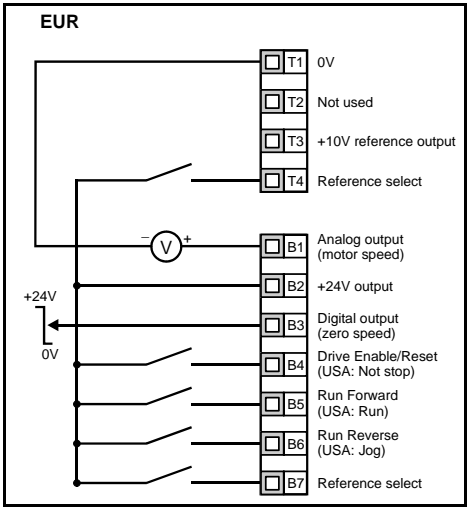 EUR
T1 0V
T2 Not used
T3 +10V reference output
T4 Reference select
− V +
B1 Analog output
(motor speed)
B2 +24V output
+24V
0V
B3 Digital output
(zero speed)
B4 Drive Enable/Reset
(USA: Not stop)
B5 Run Forward
(USA: Run)
B6 Run Reverse
(USA: Jog)
B7 Reference select